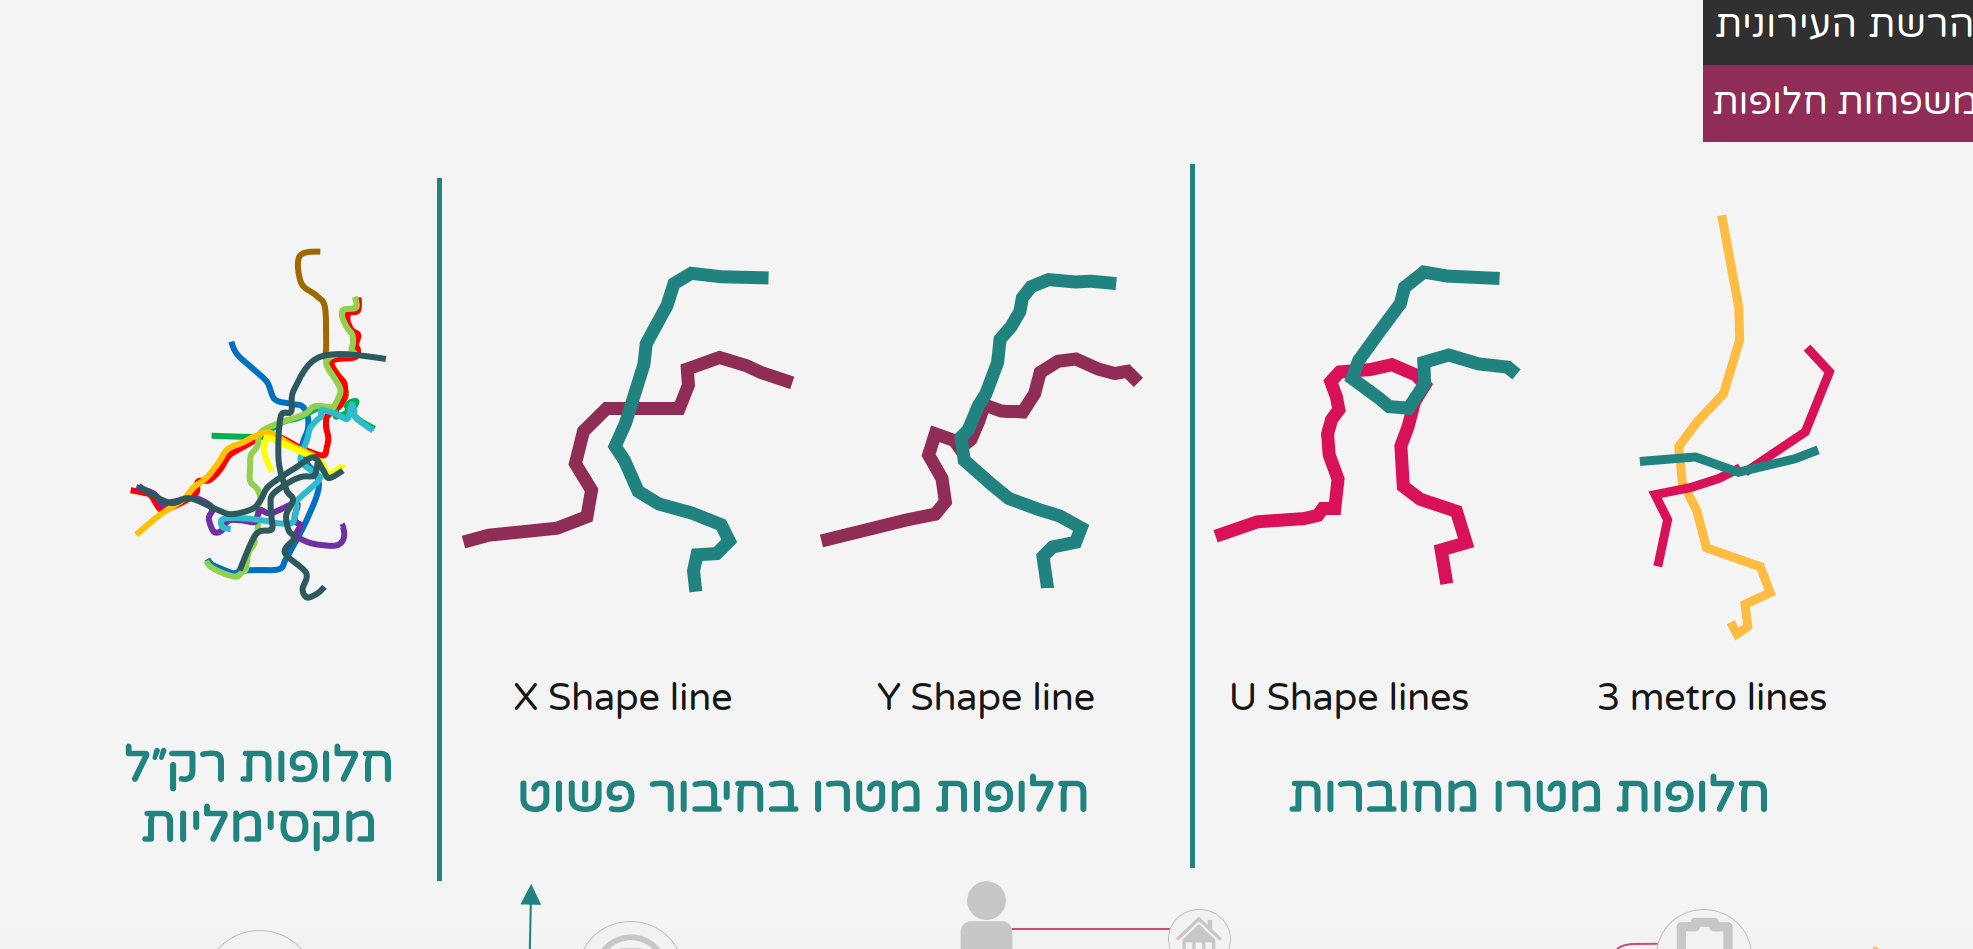 הרשת העירונית
משפחות חלופות
3 metro lines
U Shape lines
Y Shape line
X Shape line
חלופות מטרו מחוברות
חלופות מטרו בחיבור פשוט
חלופות רק״ל
מקסימליות